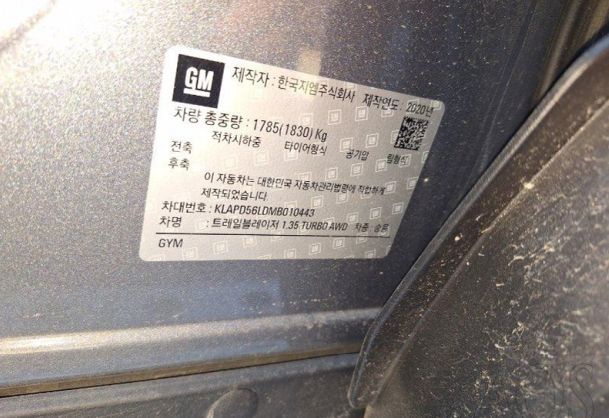 GM
제작자 : 한국지엠주식회사 제작연도 : 2020년
차량 총중량 : 1785(1830) Kg
적차시하중 타이어형식 공기압 림형식
전축
후축
이 자동차는 대한민국 자동차관리법령에 적합하게
제작되었습니다.
차대번호 : KLAPD56LDMB010443
차명 : 트레일블레이저 1.35 TURBO AWD 차종 : 승용
GYM